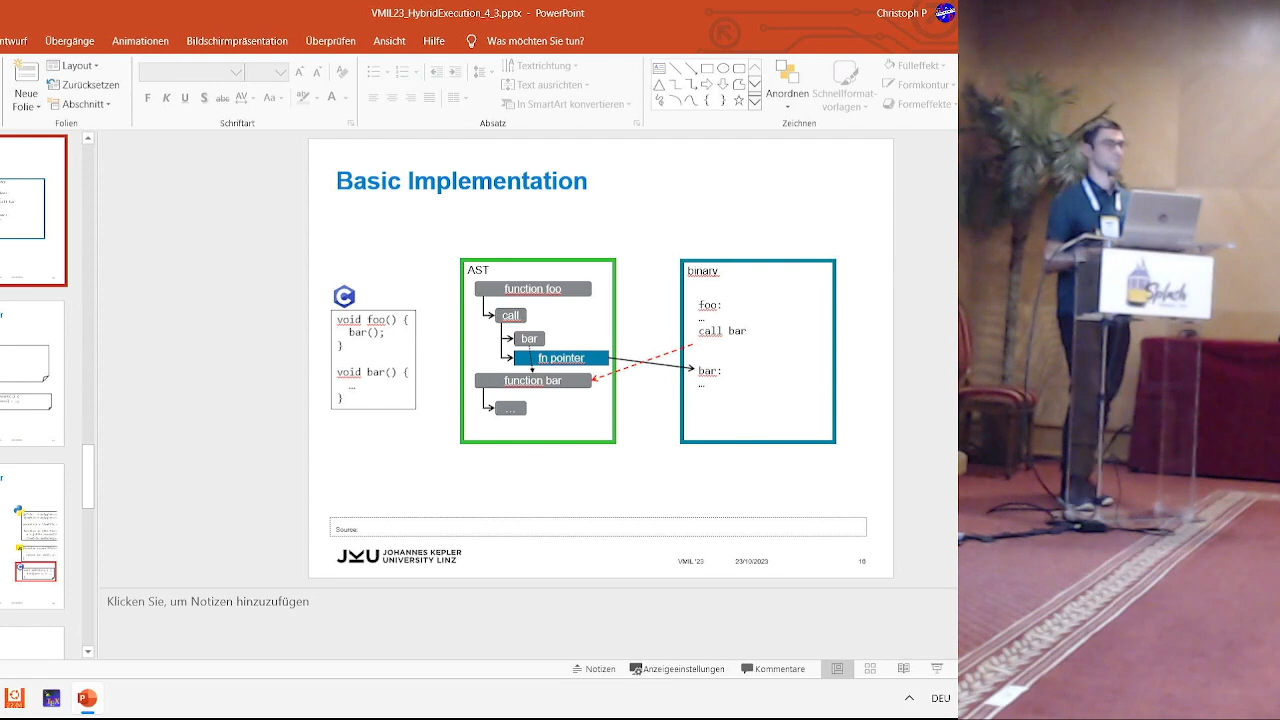 VMIL23_HybridExecution_4_3.pptx - PowerPoint
Christoph P
ntwurf Übergänge Animationen Bildschirmpräsentation Überprüfen Ansicht Hilfe Was möchten Sie tun?
Neue
Folie
Layout
Zurücksetzen
Abschnitt
Folien
F K U S abc AV Aa A
Schriftart
Textrichtung
Text ausrichten
In SmartArt konvertieren
Absatz
Anordnen
Schnellformat-
vorlagen
Fülleffekt
Formkontur
Formeffekte
Zeichnen
Basic Implementation
C
void foo() {
bar();
}
void bar() {
…
}
AST
function foo
call
bar
fn pointer
function bar
...
binary
foo:
…
call bar
bar:
…
Source:
JKU JOHANNES KEPLER
UNIVERSITY LINZ
VMIL '23
23/10/2023
16
Klicken Sie, um Notizen hinzuzufügen
Notizen Anzeigeeinstellungen Kommentare
DEU
Splash